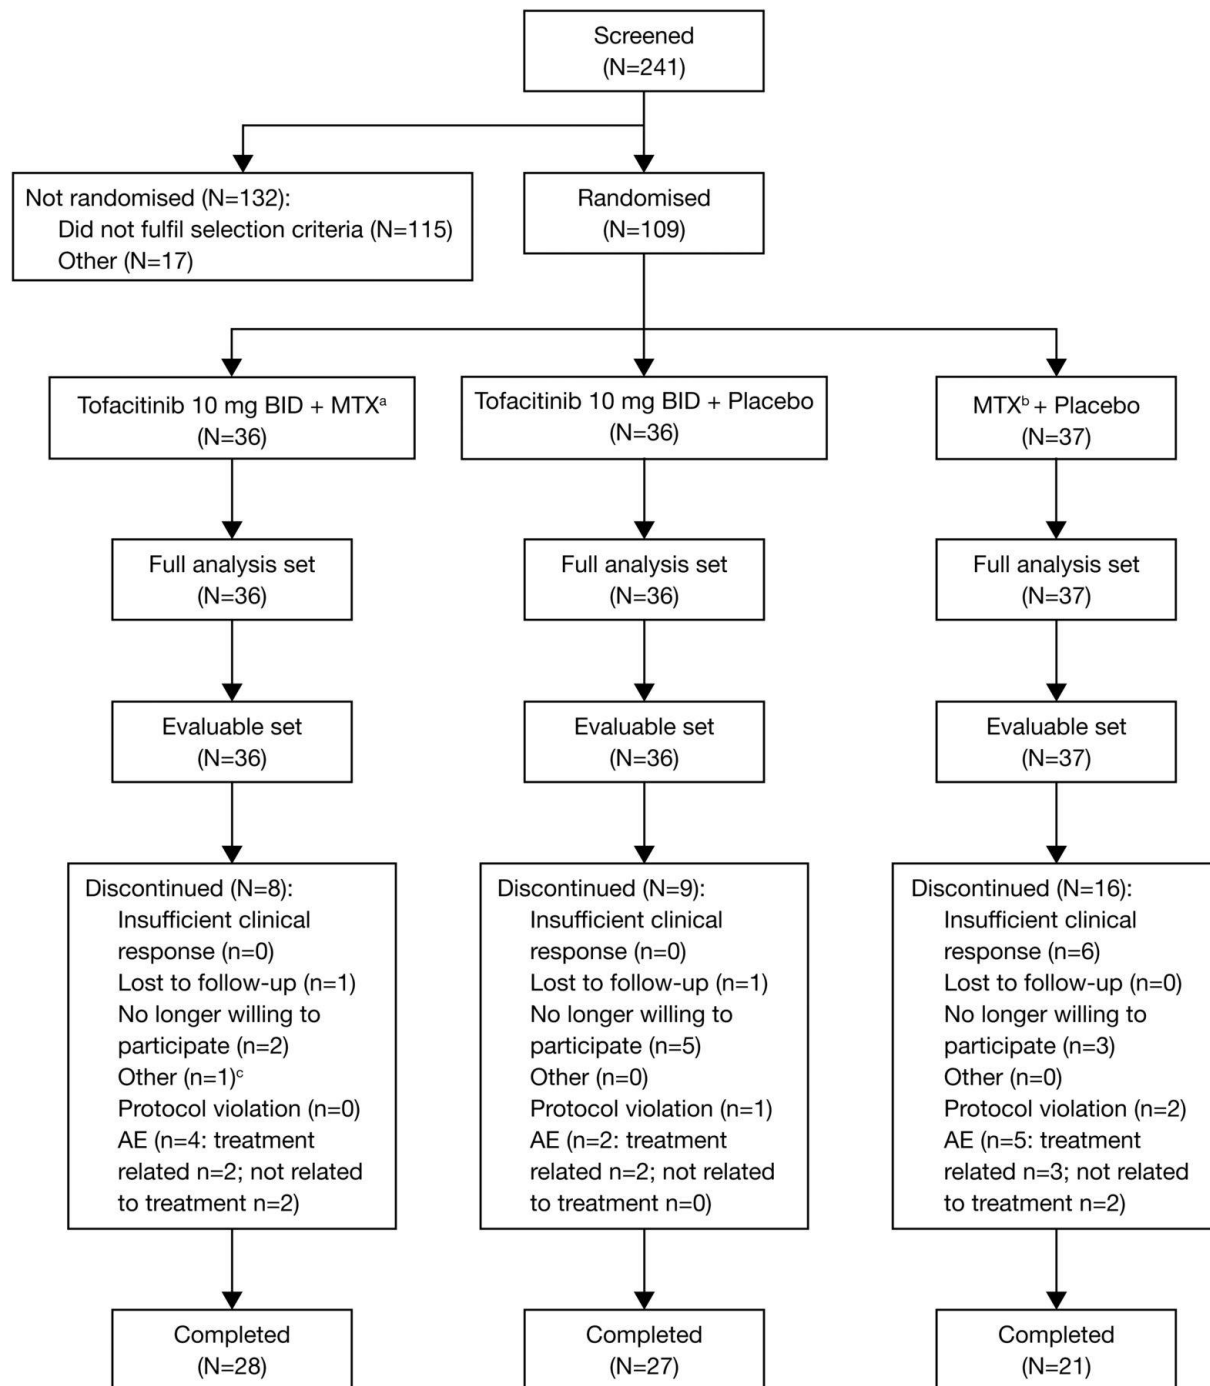 Screened
(N=241)
Not randomised (N=132):
Did not fulfil selection criteria (N=115)
Other (N=17)
Randomised
(N=109)
Tofacitinib 10 mg BID + MTXᵃ
(N=36)
Tofacitinib 10 mg BID + Placebo
(N=36)
MTXᵇ + Placebo
(N=37)
Full analysis set
(N=36)
Full analysis set
(N=36)
Full analysis set
(N=37)
Evaluable set
(N=36)
Evaluable set
(N=36)
Evaluable set
(N=37)
Discontinued (N=8):
Insufficient clinical
response (n=0)
Lost to follow-up (n=1)
No longer willing to
participate (n=2)
Other (n=1)ᶜ
Protocol violation (n=0)
AE (n=4: treatment
related n=2; not related
to treatment n=2)
Discontinued (N=9):
Insufficient clinical
response (n=0)
Lost to follow-up (n=1)
No longer willing to
participate (n=5)
Other (n=0)
Protocol violation (n=1)
AE (n=2: treatment
related n=2; not related
to treatment n=0)
Discontinued (N=16):
Insufficient clinical
response (n=6)
Lost to follow-up (n=0)
No longer willing to
participate (n=3)
Other (n=0)
Protocol violation (n=2)
AE (n=5: treatment
related n=3; not related
to treatment n=2)
Completed
(N=28)
Completed
(N=27)
Completed
(N=21)